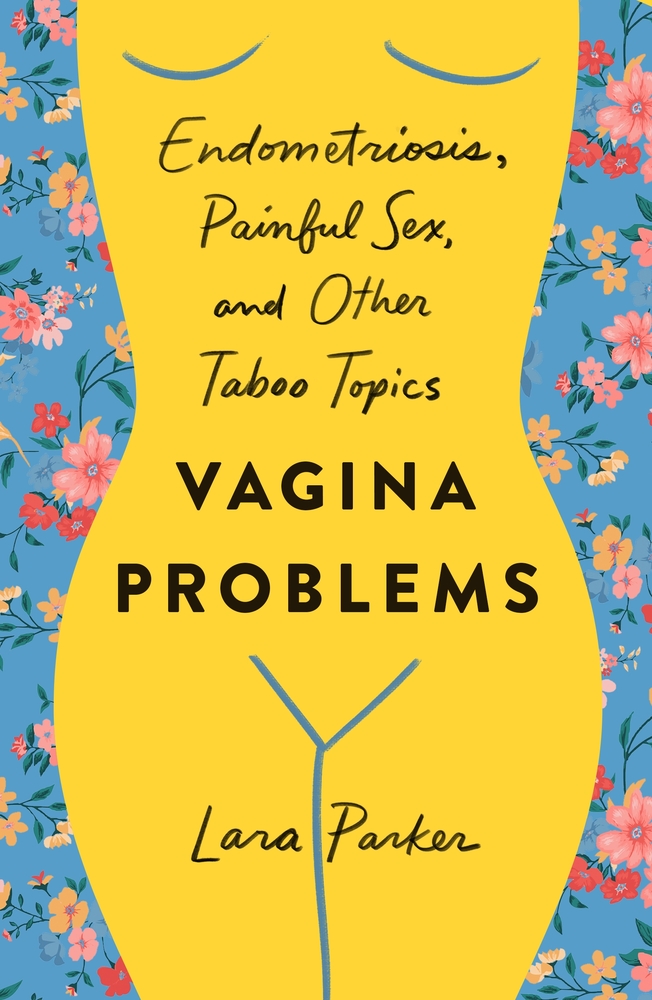 Endometriosis,
Painful Sex,
and Other
Taboo Topics
VAGINA
PROBLEMS
Lara Parker